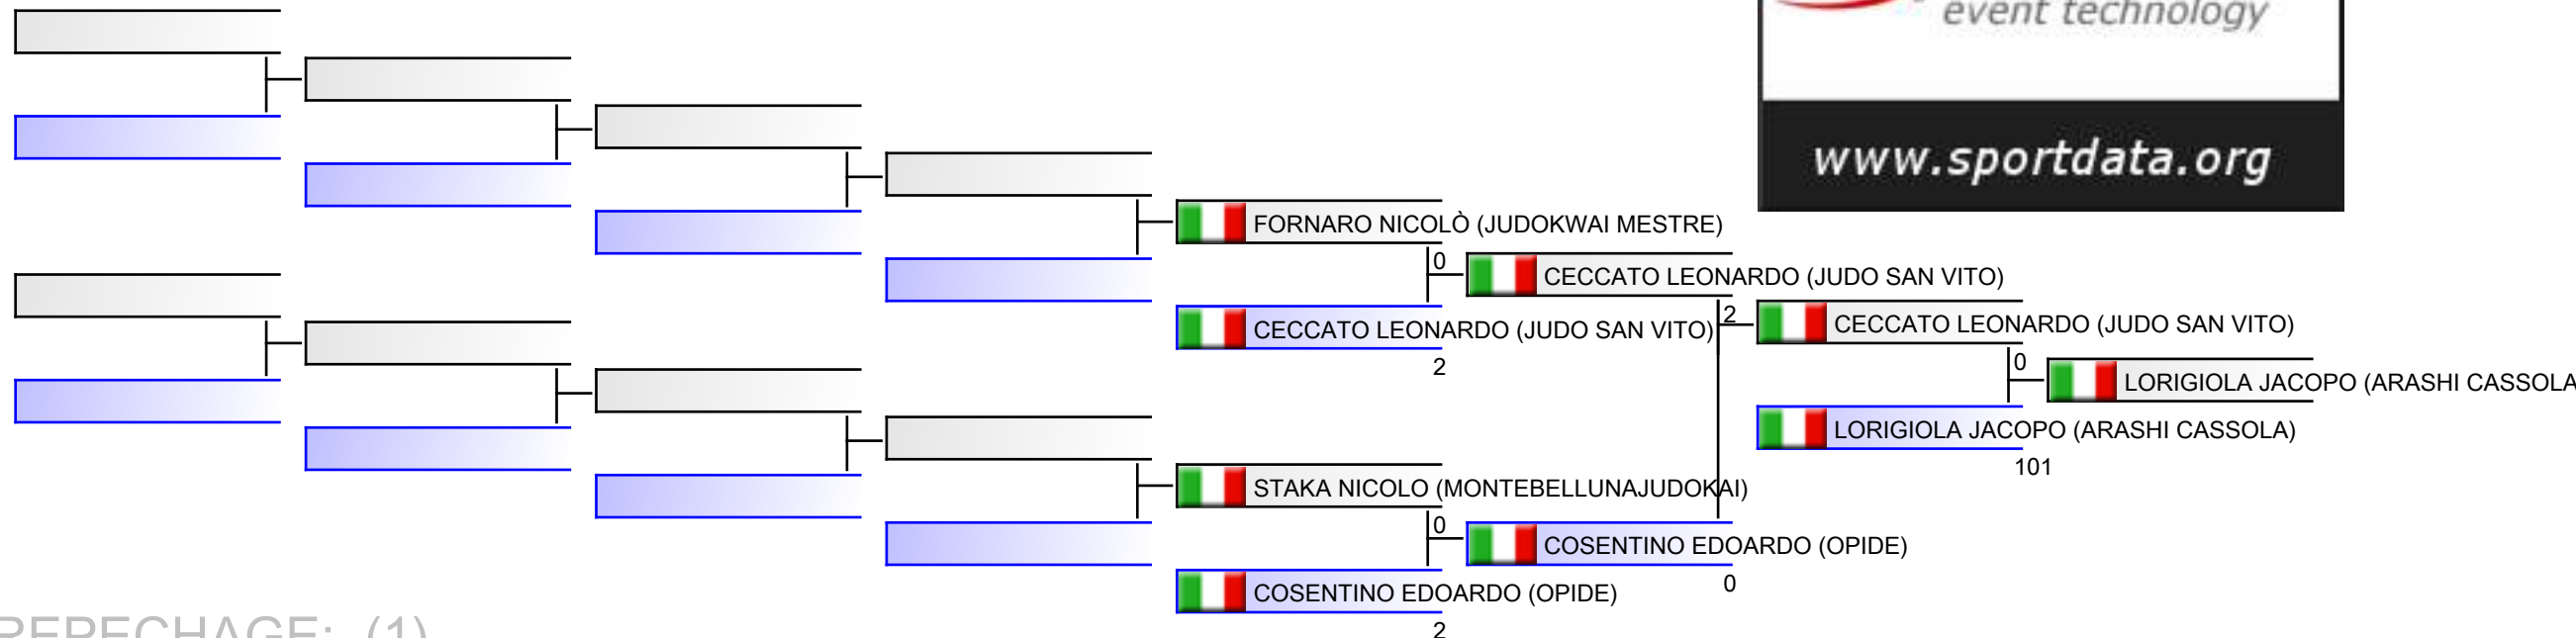 event technology
www.sportdata.org
FORNARO NICOLÒ (JUDOKWAI MESTRE)
0
CECCATO LEONARDO (JUDO SAN VITO)
CECCATO LEONARDO (JUDO SAN VITO)
2
2
CECCATO LEONARDO (JUDO SAN VITO)
0
LORIGIOLA JACOPO (ARASHI CASSOLA
LORIGIOLA JACOPO (ARASHI CASSOLA)
101
STAKA NICOLO (MONTEBELLUNAJUDOKAI)
0
COSENTINO EDOARDO (OPIDE)
0
COSENTINO EDOARDO (OPIDE)
2
REPECHAGE: (1)